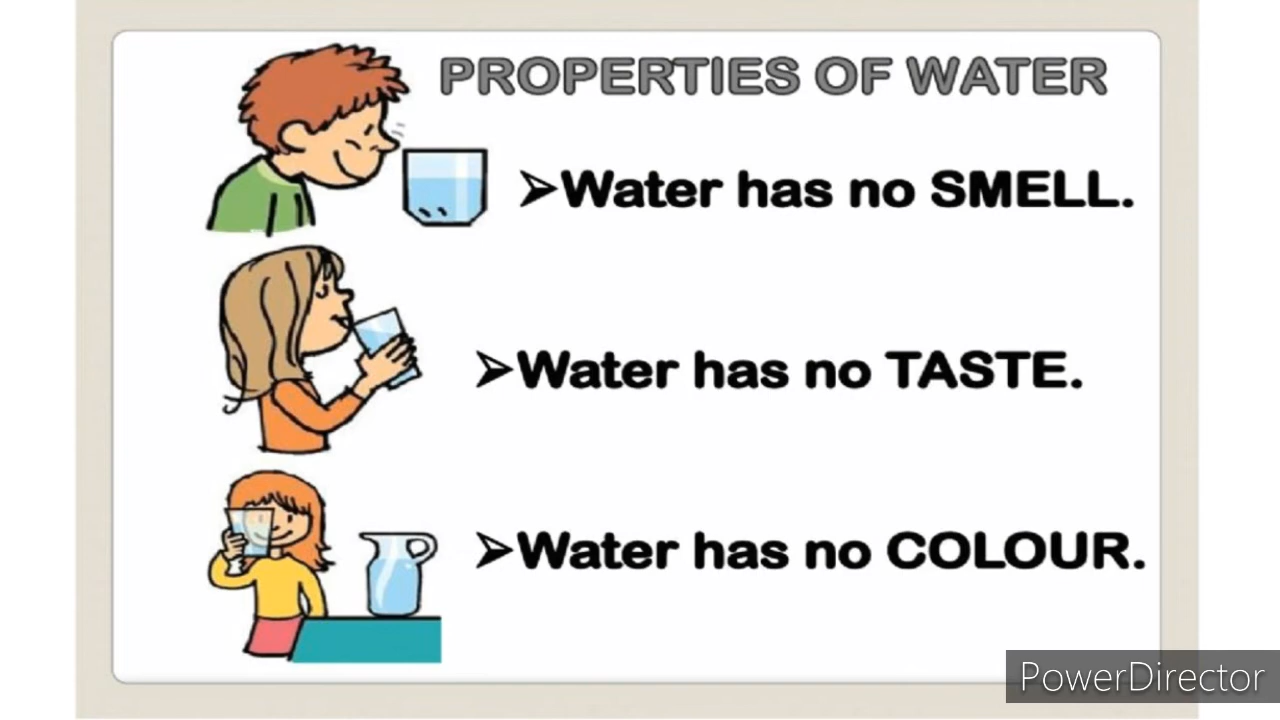 PROPERTIES OF WATER
➢Water has no SMELL.
➢Water has no TASTE.
➢Water has no COLOUR.
PowerDirector